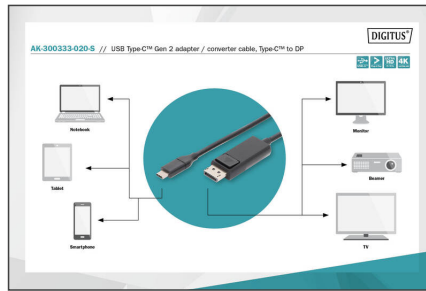 DIGITUS®
AK-300333-020-S // USB Type-C™ Gen 2 adapter / converter cable, Type-C™ to DP
HD
4K
Notebook
Monitor
Tablet
Beamer
Smartphone
TV